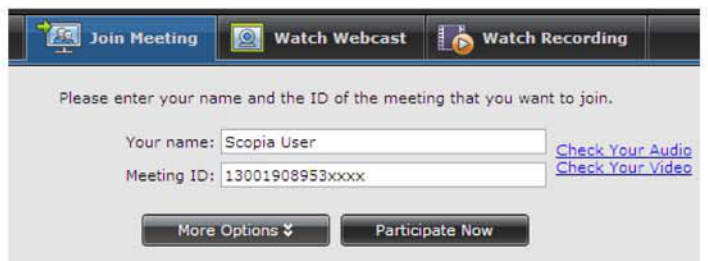 Join Meeting Watch Webcast Watch Recording
Please enter your name and the ID of the meeting that you want to join.
Your name: Scopia User
Check Your Audio
Meeting ID: 13001908953xxxx
Check Your Video
More Options Participate Now